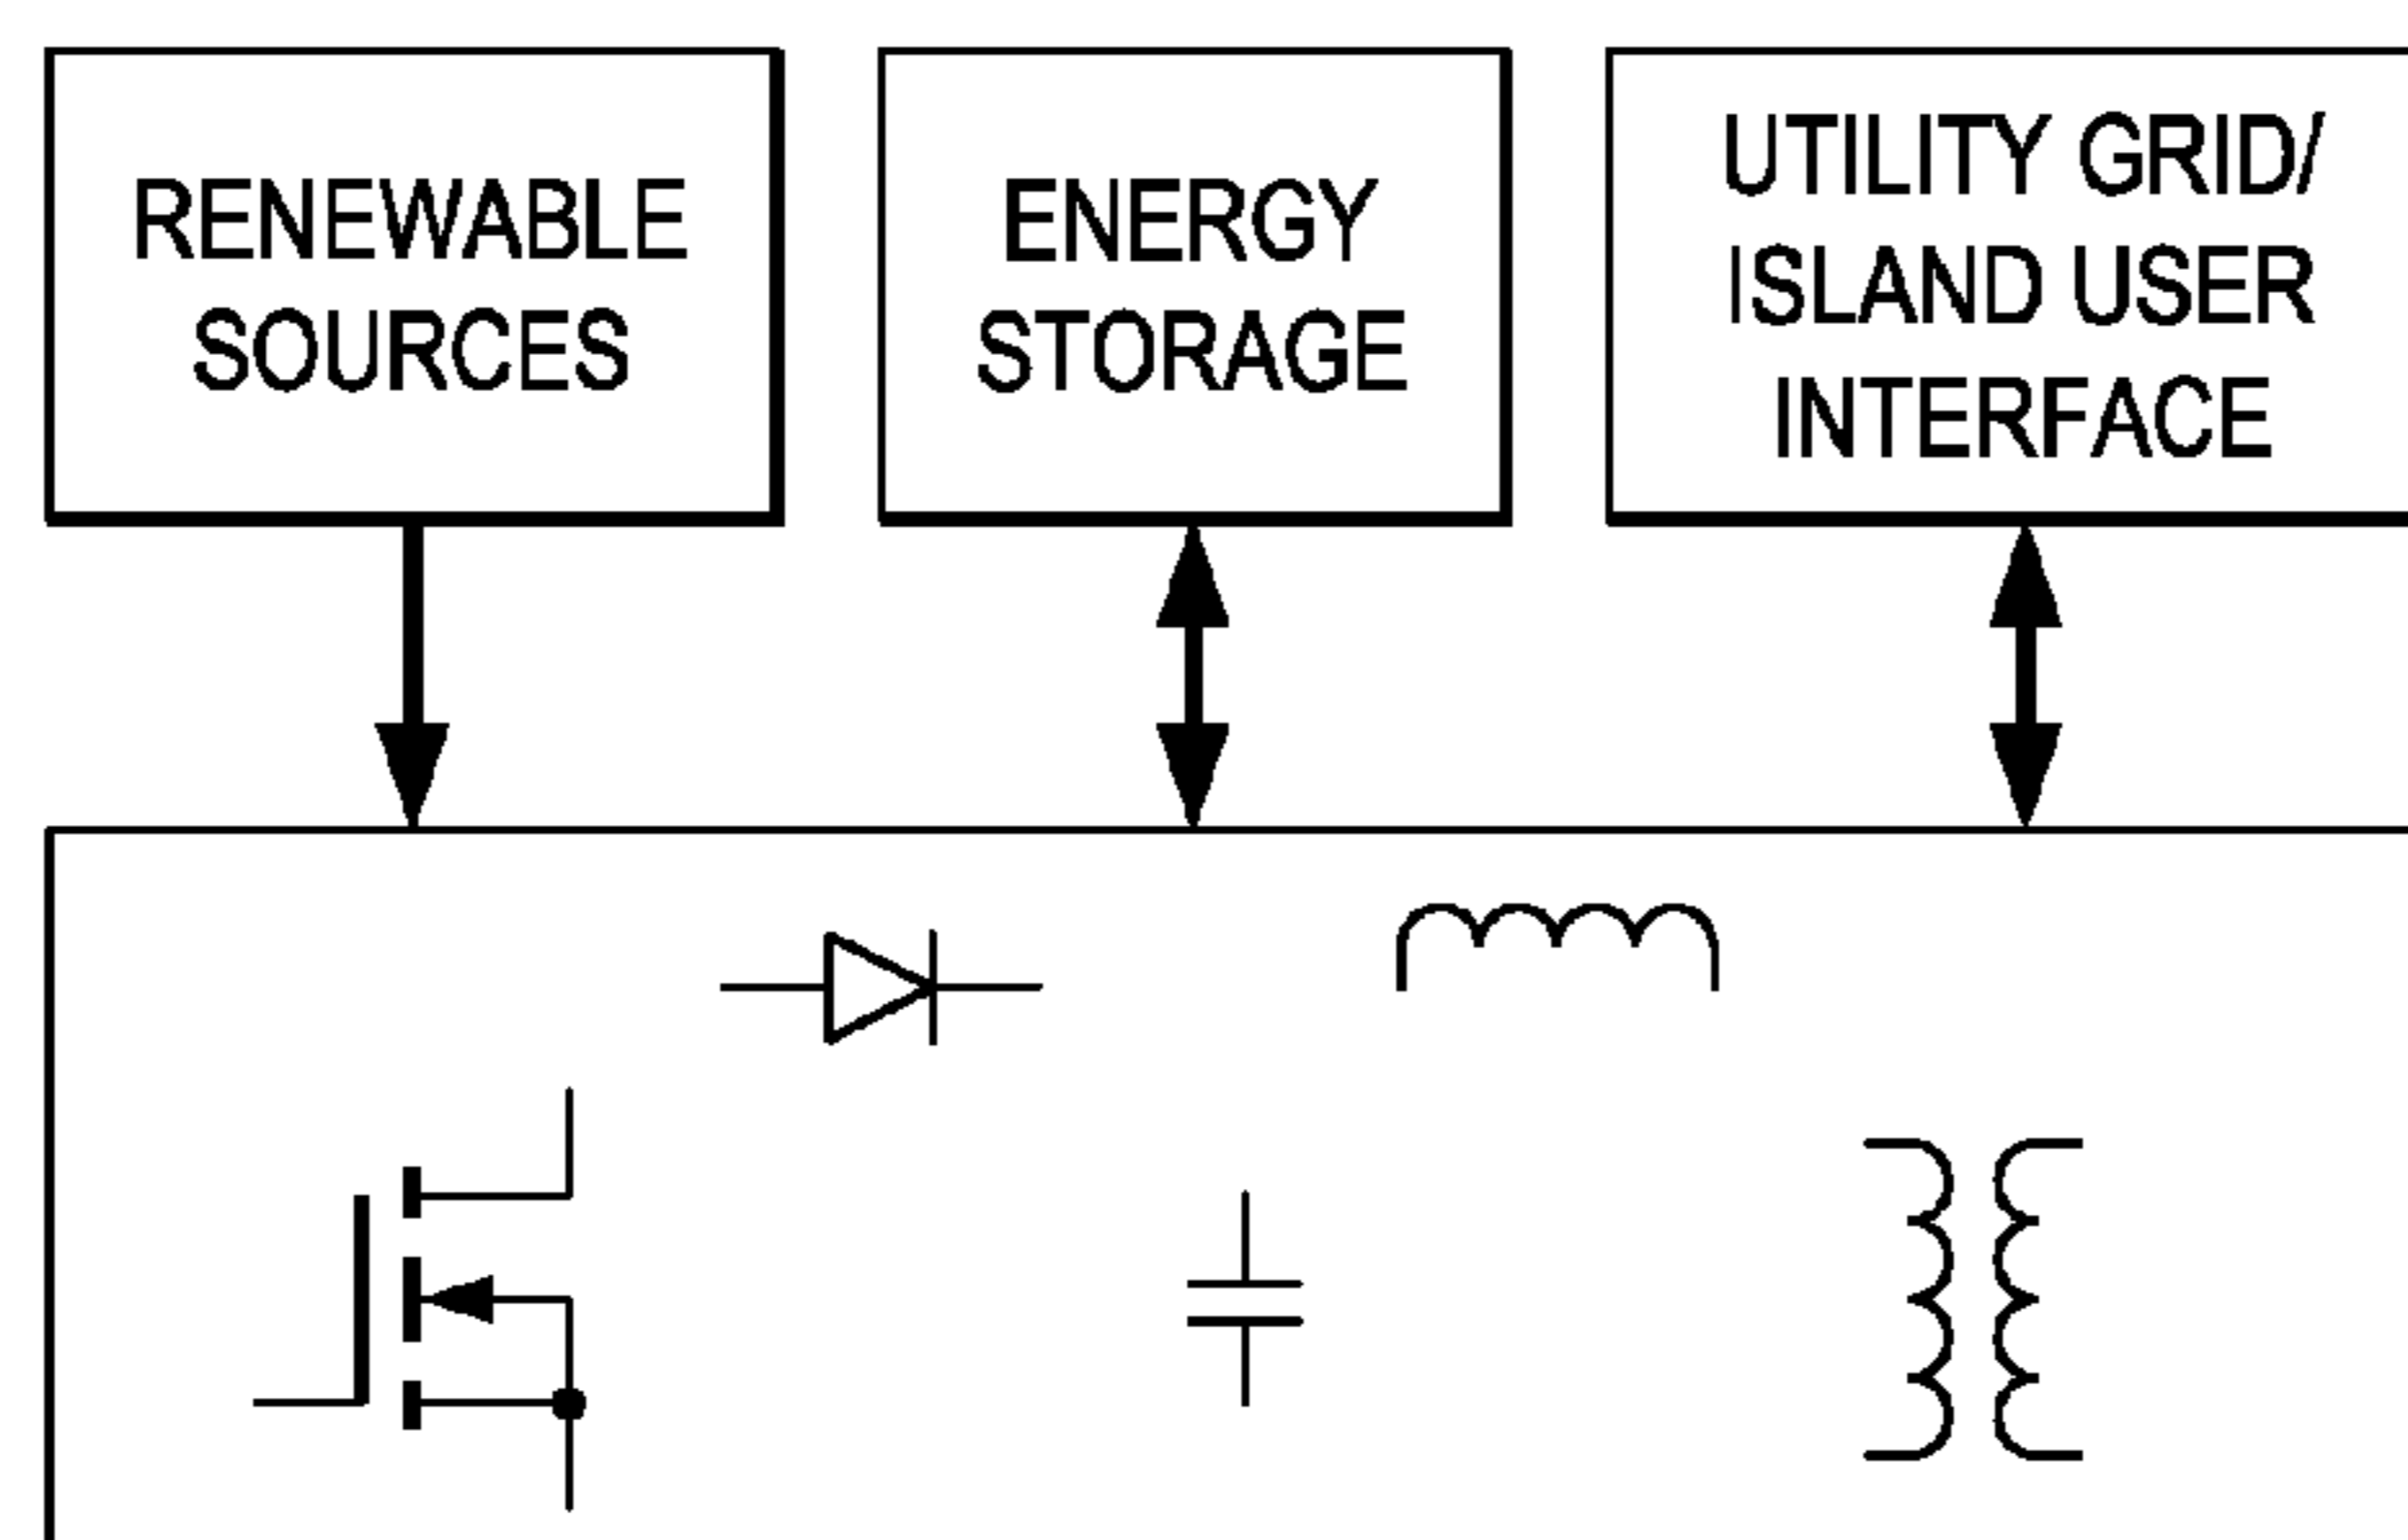 RENEWABLE
SOURCES
ENERGY
STORAGE
UTILITY GRID/
ISLAND USER
INTERFACE